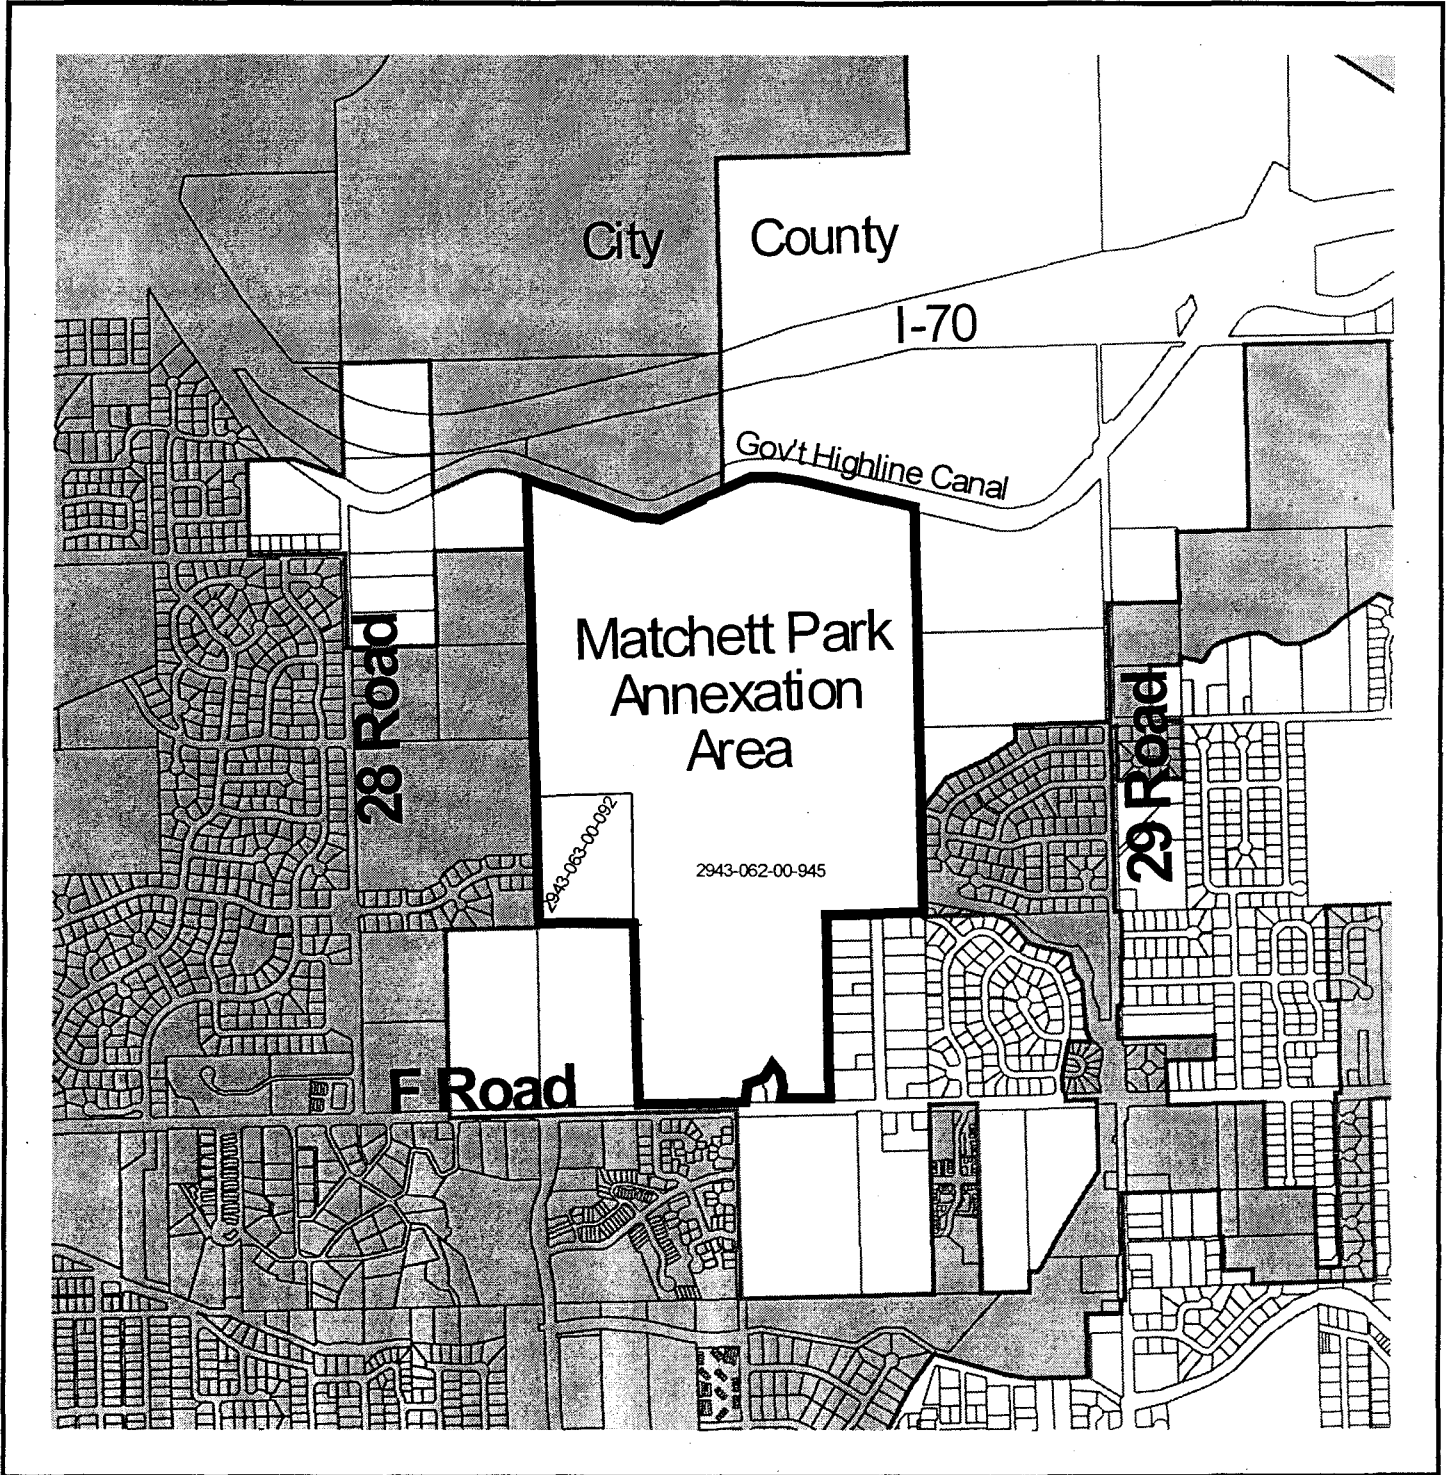 City
County
I-70
Gov't Highline Canal
Matchett Park
Annexation
Area
28 Road
29 Road
2943-063-00-092
2943-062-00-945
F Road